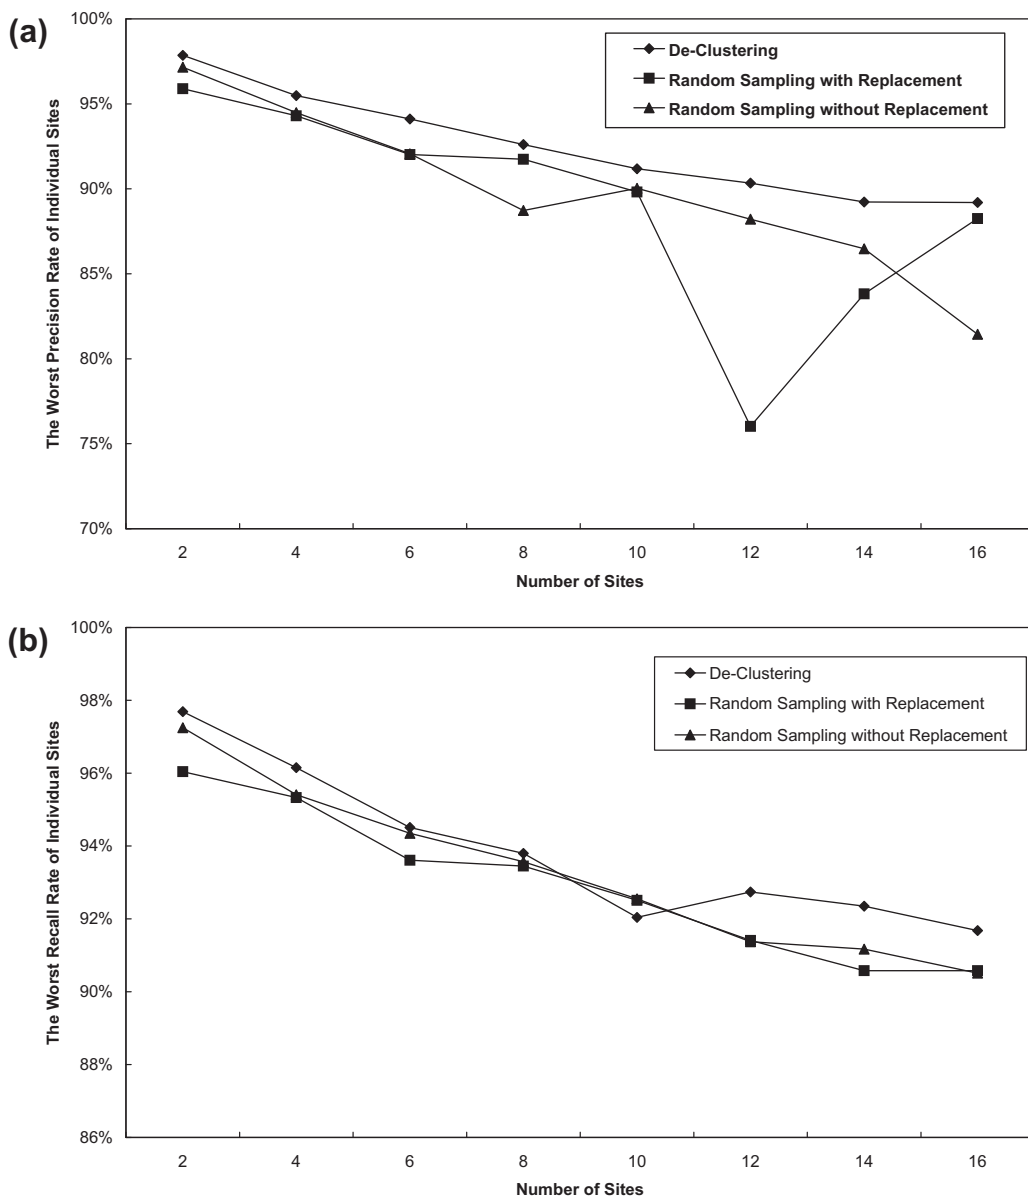 (a)
100%
95%
90%
85%
80%
75%
70%
The Worst Precision Rate of Individual Sites
De-Clustering
Random Sampling with Replacement
Random Sampling without Replacement
2 4 6 8 10 12 14 16
Number of Sites
(b)
100%
98%
96%
94%
92%
90%
88%
86%
The Worst Recall Rate of Individual Sites
De-Clustering
Random Sampling with Replacement
Random Sampling without Replacement
2 4 6 8 10 12 14 16
Number of Sites